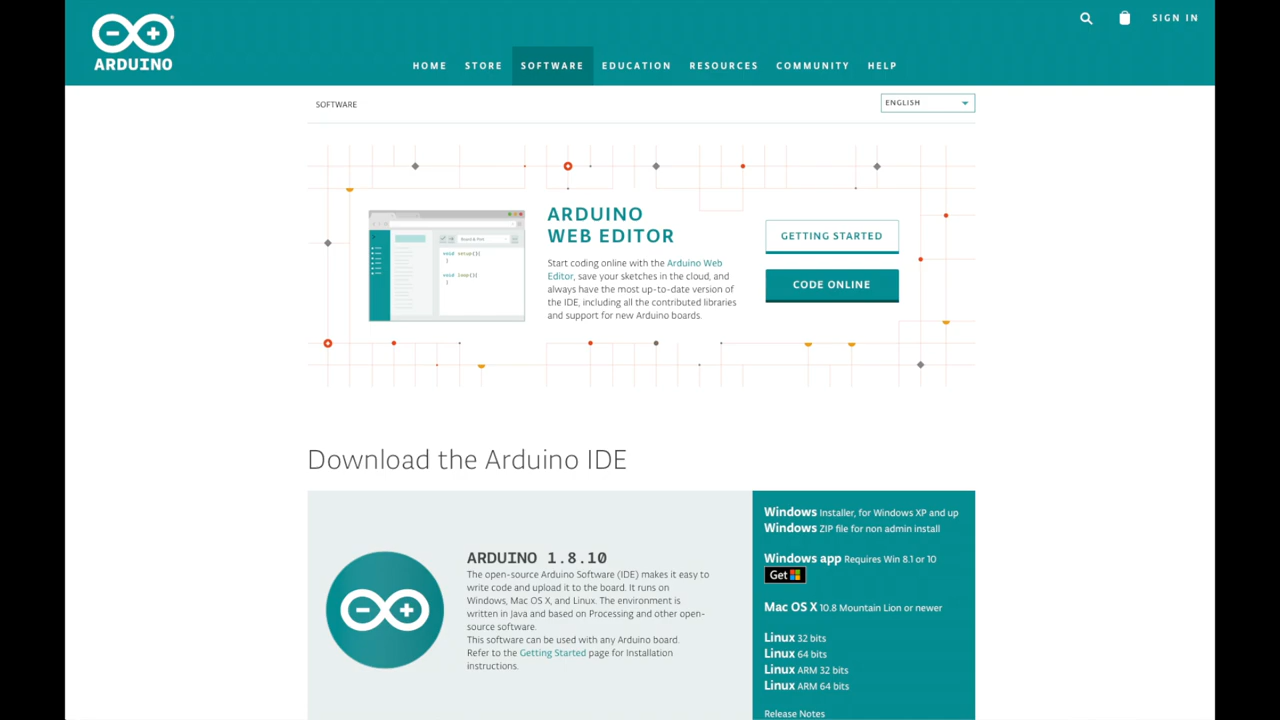 ARDUINO
SIGN IN
HOME STORE SOFTWARE EDUCATION RESOURCES COMMUNITY HELP
SOFTWARE
ENGLISH
void setup(){
}
void loop(){
}
ARDUINO
WEB EDITOR
Start coding online with the Arduino Web
Editor, save your sketches in the cloud, and
always have the most up-to-date version of
the IDE, including all the contributed libraries
and support for new Arduino boards.
GETTING STARTED
CODE ONLINE
Download the Arduino IDE
ARDUINO 1.8.10
The open-source Arduino Software (IDE) makes it easy to
write code and upload it to the board. It runs on
Windows, Mac OS X, and Linux. The environment is
written in Java and based on Processing and other open-
source software.
This software can be used with any Arduino board.
Refer to the Getting Started page for Installation
instructions.
Windows Installer, for Windows XP and up
Windows ZIP file for non admin install
Windows app Requires Win 8.1 or 10
Get
Mac OS X 10.8 Mountain Lion or newer
Linux 32 bits
Linux 64 bits
Linux ARM 32 bits
Linux ARM 64 bits
Release Notes